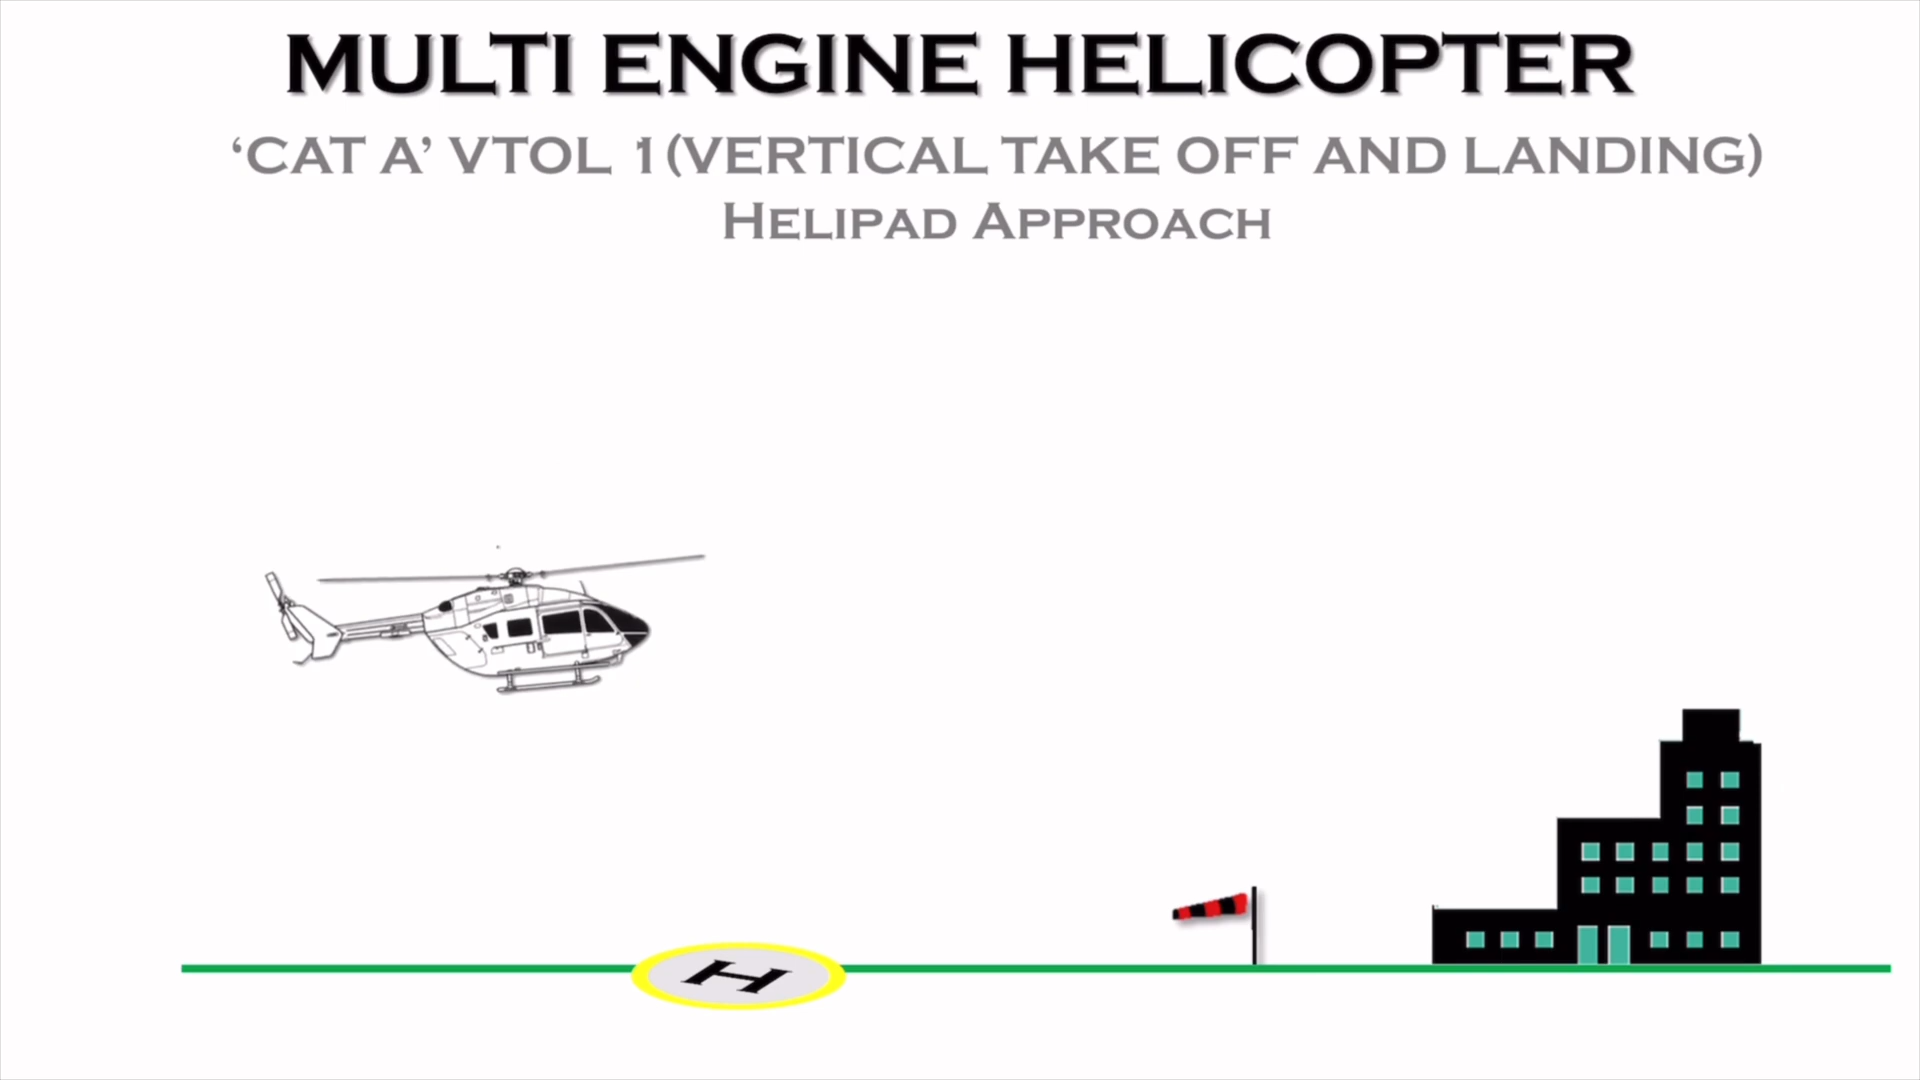 MULTI ENGINE HELICOPTER
‘CAT A’ VTOL 1(VERTICAL TAKE OFF AND LANDING)
HELIPAD APPROACH
H